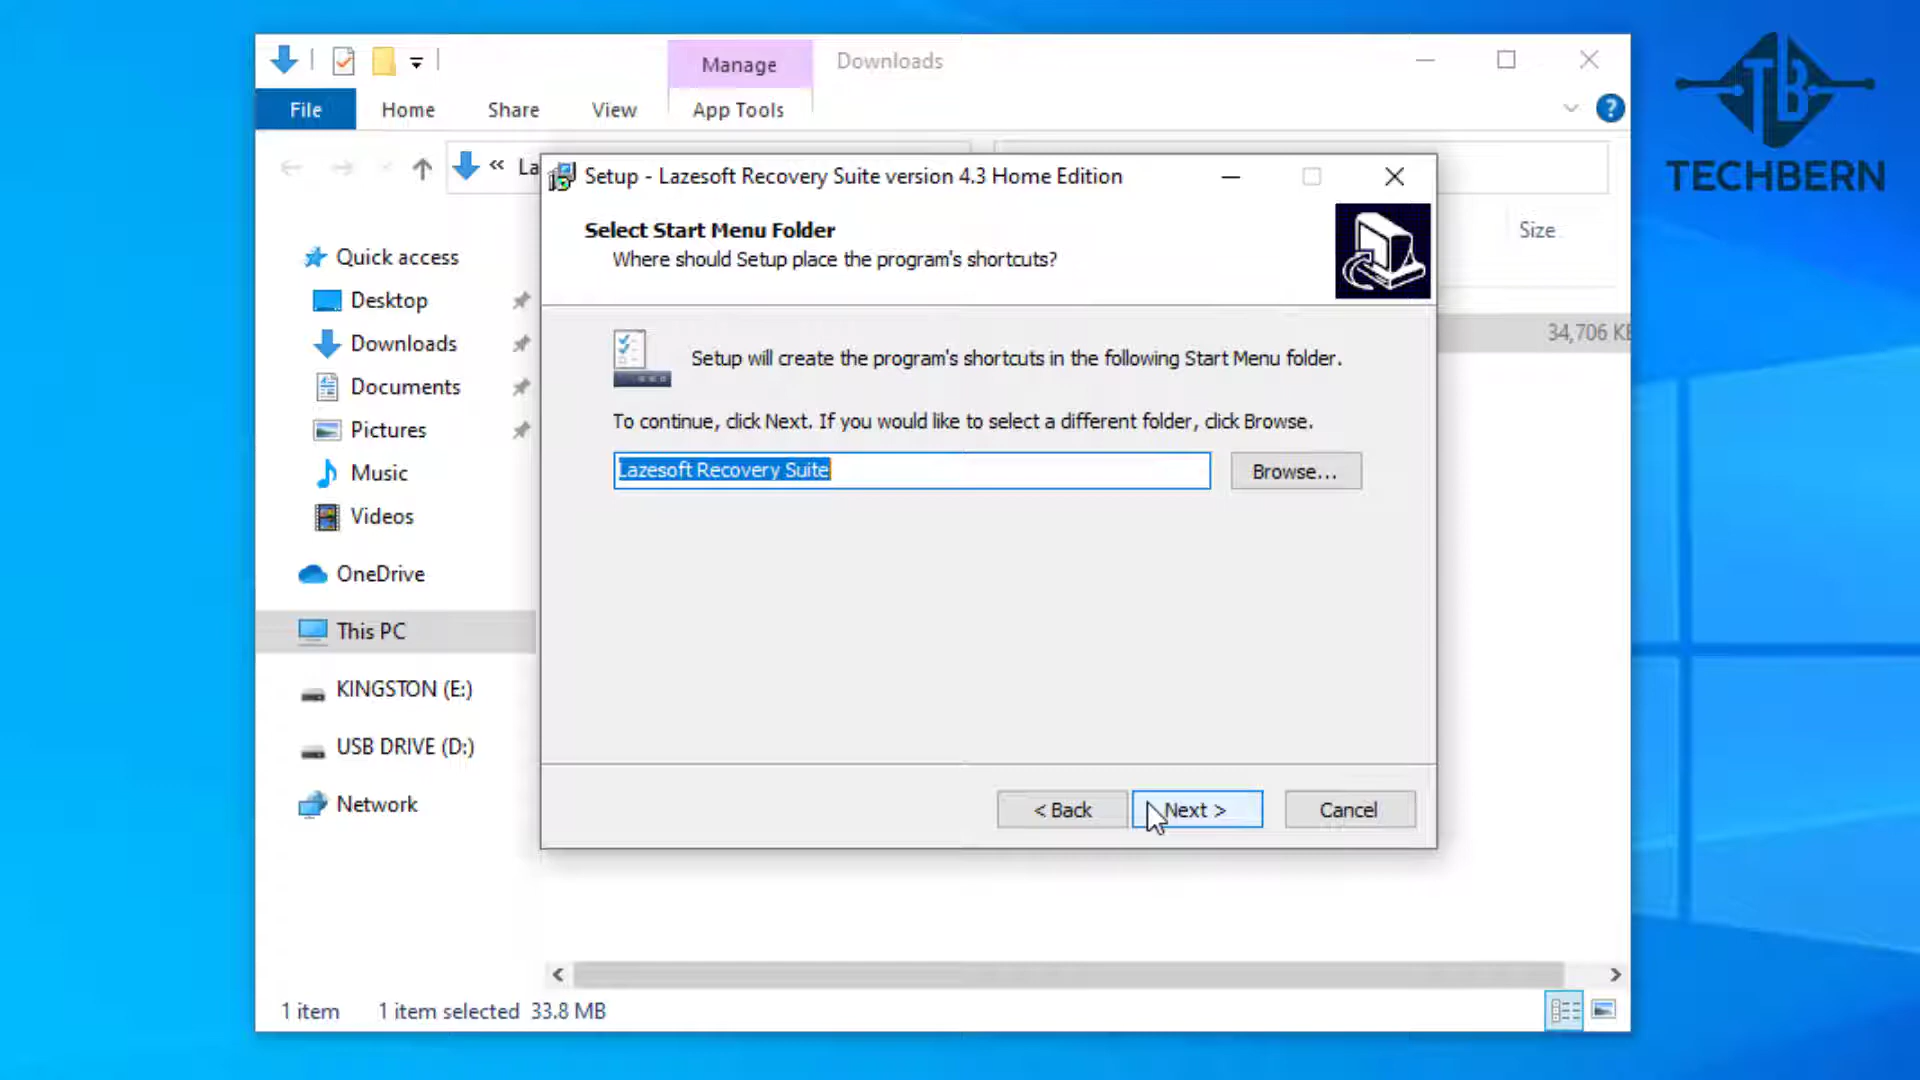 Manage
Downloads
File
Home
Share
View
App Tools
?
TB
TECHBERN
« La
Setup - Lazesoft Recovery Suite version 4.3 Home Edition
Select Start Menu Folder
Where should Setup place the program's shortcuts?
Size
Quick access
Desktop
Downloads
Documents
Pictures
Music
Videos
OneDrive
This PC
KINGSTON (E:)
USB DRIVE (D:)
Network
34,706 KB
Setup will create the program's shortcuts in the following Start Menu folder.
To continue, click Next. If you would like to select a different folder, click Browse.
Lazesoft Recovery Suite
Browse...
< Back
Next >
Cancel
1 item
1 item selected 33.8 MB